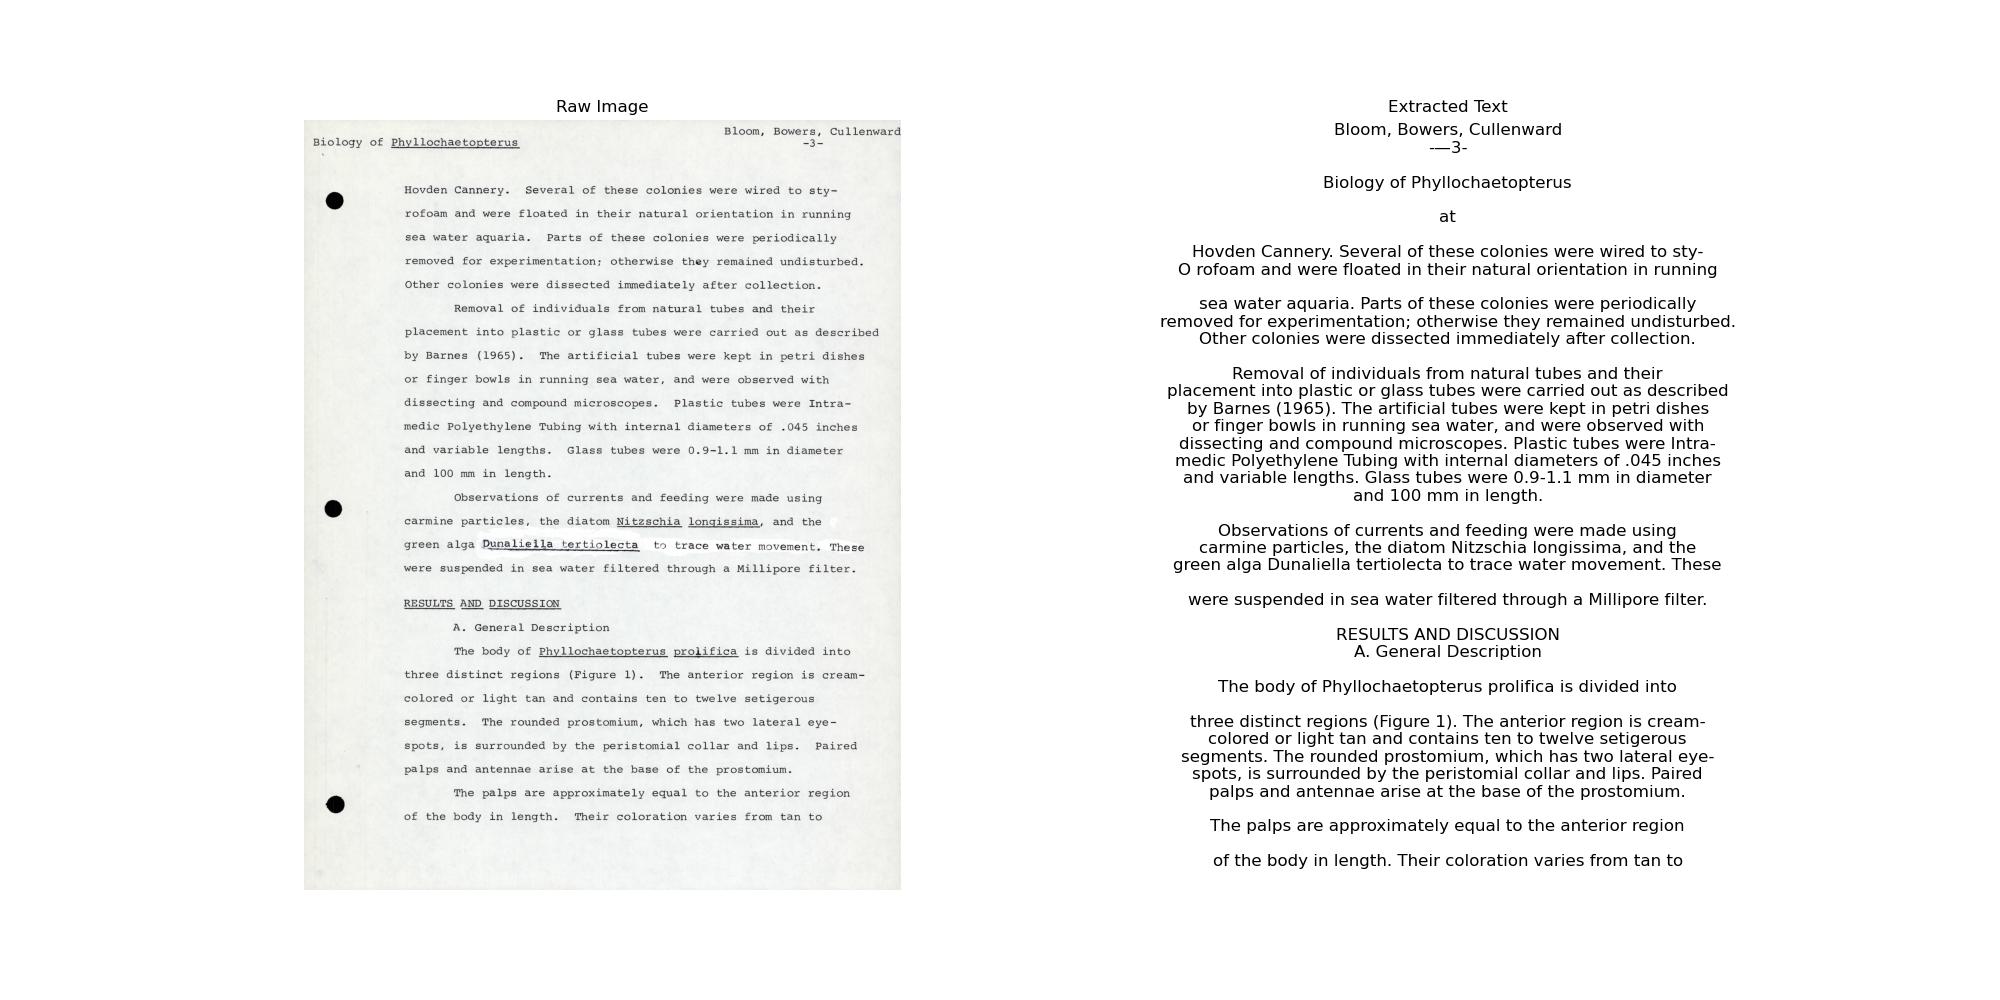 Raw Image
Bloom, Bowers, Cullenward
Biology of Phyllochaetopterus
-3-
Hovden Cannery. Several of these colonies were wired to sty-
rofoam and were floated in their natural orientation in running
sea water aquaria. Parts of these colonies were periodically
removed for experimentation; otherwise they remained undisturbed.
Other colonies were dissected immediately after collection.
Removal of individuals from natural tubes and their
placement into plastic or glass tubes were carried out as described
by Barnes (1965). The artificial tubes were kept in petri dishes
or finger bowls in running sea water, and were observed with
dissecting and compound microscopes. Plastic tubes were Intra-
medic Polyethylene Tubing with internal diameters of .045 inches
and variable lengths. Glass tubes were 0.9-1.1 mm in diameter
and 100 mm in length.
Observations of currents and feeding were made using
carmine particles, the diatom Nitzschia longissima, and the
green alga Dunaliella tertiolecta to trace water movement. These
were suspended in sea water filtered through a Millipore filter.
RESULTS AND DISCUSSION
A. General Description
The body of Phyllochaetopterus prolifica is divided into
three distinct regions (Figure 1). The anterior region is cream-
colored or light tan and contains ten to twelve setigerous
segments. The rounded prostomium, which has two lateral eye-
spots, is surrounded by the peristomial collar and lips. Paired
palps and antennae arise at the base of the prostomium.
The palps are approximately equal to the anterior region
of the body in length. Their coloration varies from tan to
Extracted Text
Bloom, Bowers, Cullenward
-—3-
Biology of Phyllochaetopterus
at
Hovden Cannery. Several of these colonies were wired to sty-
O rofoam and were floated in their natural orientation in running
sea water aquaria. Parts of these colonies were periodically
removed for experimentation; otherwise they remained undisturbed.
Other colonies were dissected immediately after collection.
Removal of individuals from natural tubes and their
placement into plastic or glass tubes were carried out as described
by Barnes (1965). The artificial tubes were kept in petri dishes
or finger bowls in running sea water, and were observed with
dissecting and compound microscopes. Plastic tubes were Intra-
medic Polyethylene Tubing with internal diameters of .045 inches
and variable lengths. Glass tubes were 0.9-1.1 mm in diameter
and 100 mm in length.
Observations of currents and feeding were made using
carmine particles, the diatom Nitzschia longissima, and the
green alga Dunaliella tertiolecta to trace water movement. These
were suspended in sea water filtered through a Millipore filter.
RESULTS AND DISCUSSION
A. General Description
The body of Phyllochaetopterus prolifica is divided into
three distinct regions (Figure 1). The anterior region is cream-
colored or light tan and contains ten to twelve setigerous
segments. The rounded prostomium, which has two lateral eye-
spots, is surrounded by the peristomial collar and lips. Paired
palps and antennae arise at the base of the prostomium.
The palps are approximately equal to the anterior region
of the body in length. Their coloration varies from tan to